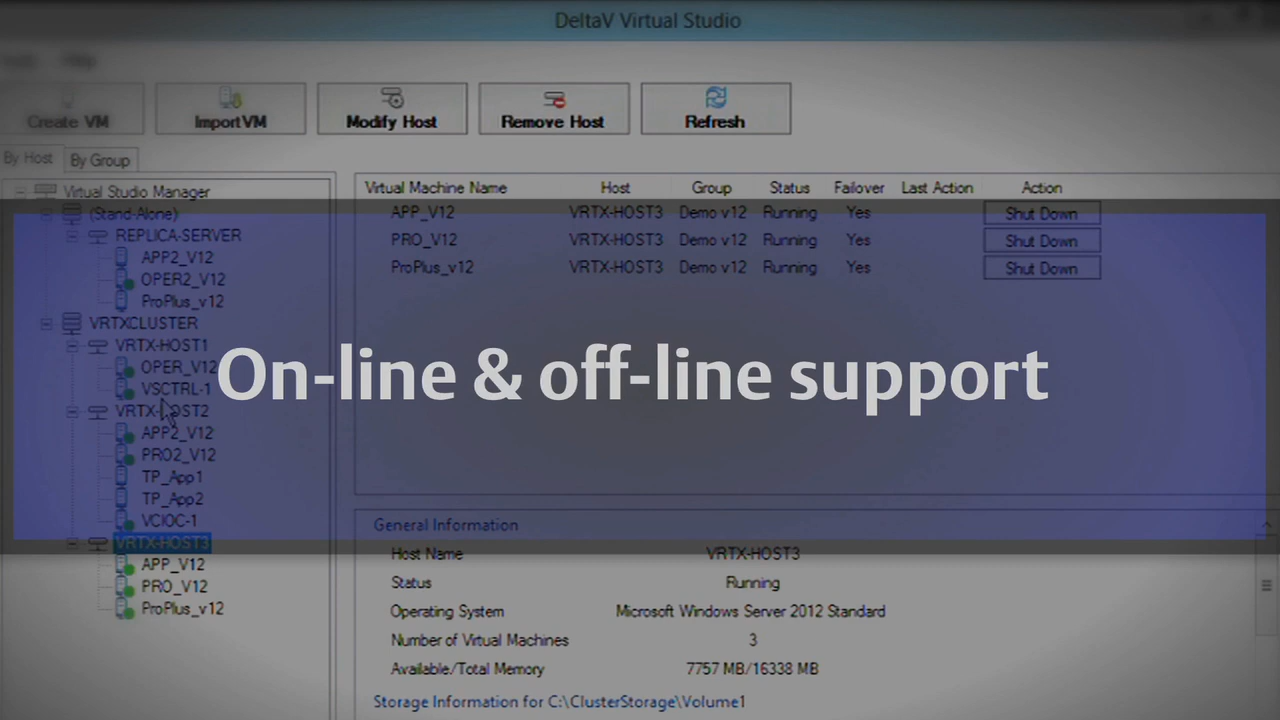 DeltaV Virtual Studio
Help
Create VM
Import VM
Modify Host
Remove Host
Refresh
By Host
By Group
Virtual Studio Manager
(Stand-Alone)
REPLICA-SERVER
APP2_V12
OPER2_V12
ProPlus_v12
VRTXCLUSTER
VRTX-HOST1
OPER_V12
VSCTRL-1
VRTX-HOST2
APP2_V12
PRO2_V12
TP_App1
TP_App2
VCIOC-1
VRTX-HOST3
APP_V12
PRO_V12
ProPlus_v12
Virtual Machine Name Host Group Status Failover Last Action Action
APP_V12 VRTX-HOST3 Demo v12 Running Yes Shut Down
PRO_V12 VRTX-HOST3 Demo v12 Running Yes Shut Down
ProPlus_v12 VRTX-HOST3 Demo v12 Running Yes Shut Down
On-line & off-line support
General Information
Host Name VRTX-HOST3
Status Running
Operating System Microsoft Windows Server 2012 Standard
Number of Virtual Machines 3
Available/Total Memory 7757 MB/16338 MB
Storage Information for C:\ClusterStorage\Volume1